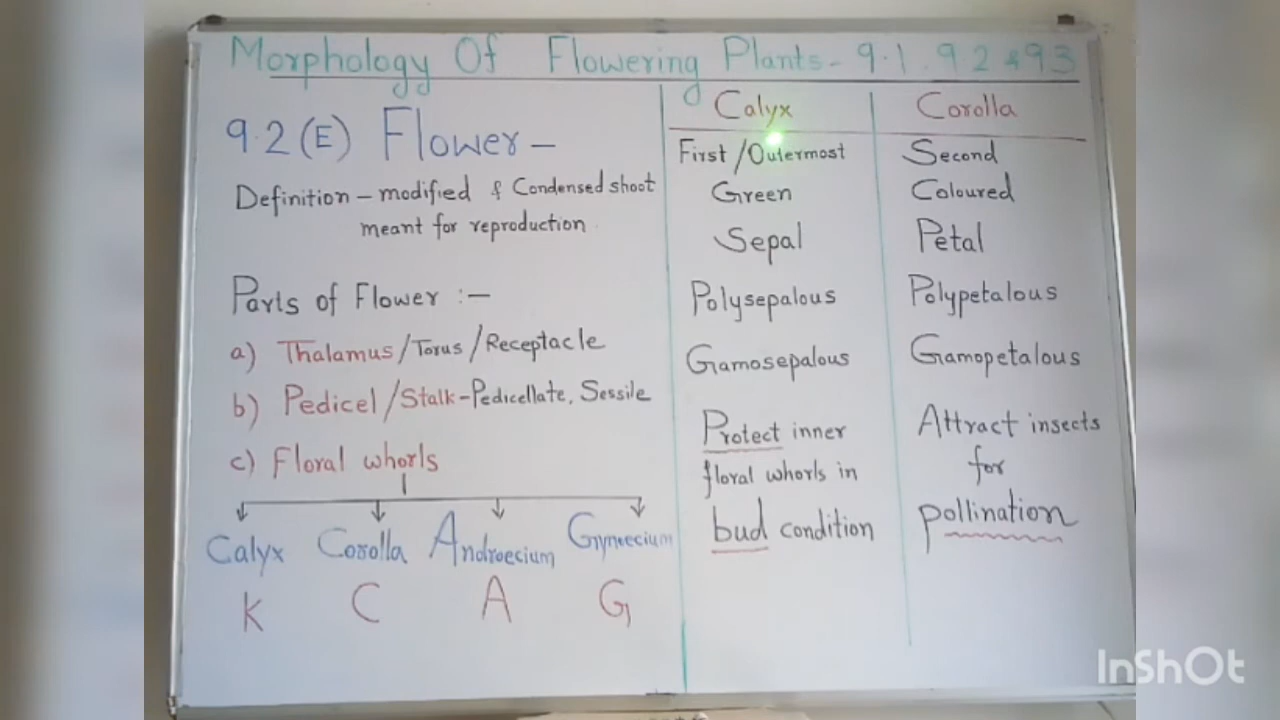 Morphology Of Flowering Plants - 9.1, 9.2 & 9.3
9.2 (E) Flower -
Definition - modified & Condensed shoot
meant for reproduction
Parts of Flower :-
a) Thalamus/Torus/Receptacle
b) Pedicel/Stalk-Pedicellate, Sessile
c) Floral whorls
Calyx Corolla Androecium Gynoecium
K C A G
Calyx Corolla
First/Outermost Second
Green Coloured
Sepal Petal
Polysepalous Polypetalous
Gamosepalous Gamopetalous
Protect inner
floral whorls in
bud condition
Attract insects
for
pollination
InShOt